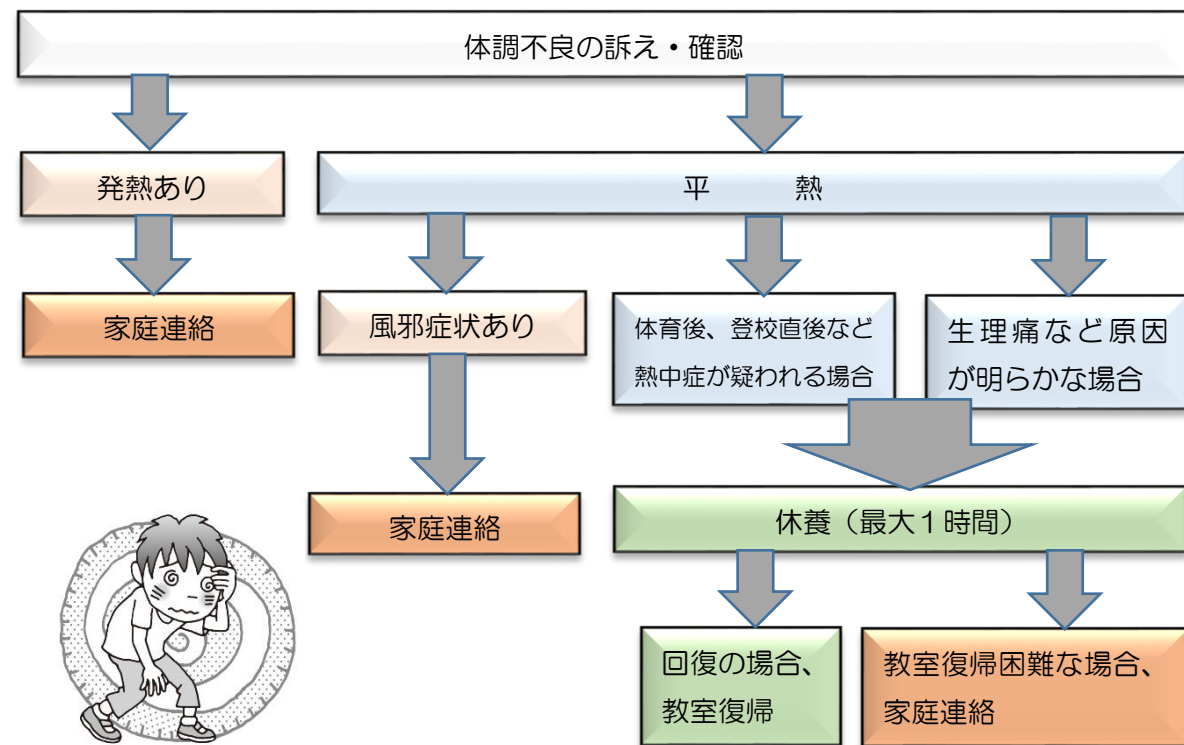 体調不良の訴え・確認
発熱あり
平　熱
家庭連絡
風邪症状あり
体育後、登校直後など
熱中症が疑われる場合
生理痛など原因
が明らかな場合
家庭連絡
休養（最大１時間）
回復の場合、
教室復帰
教室復帰困難な場合、
家庭連絡